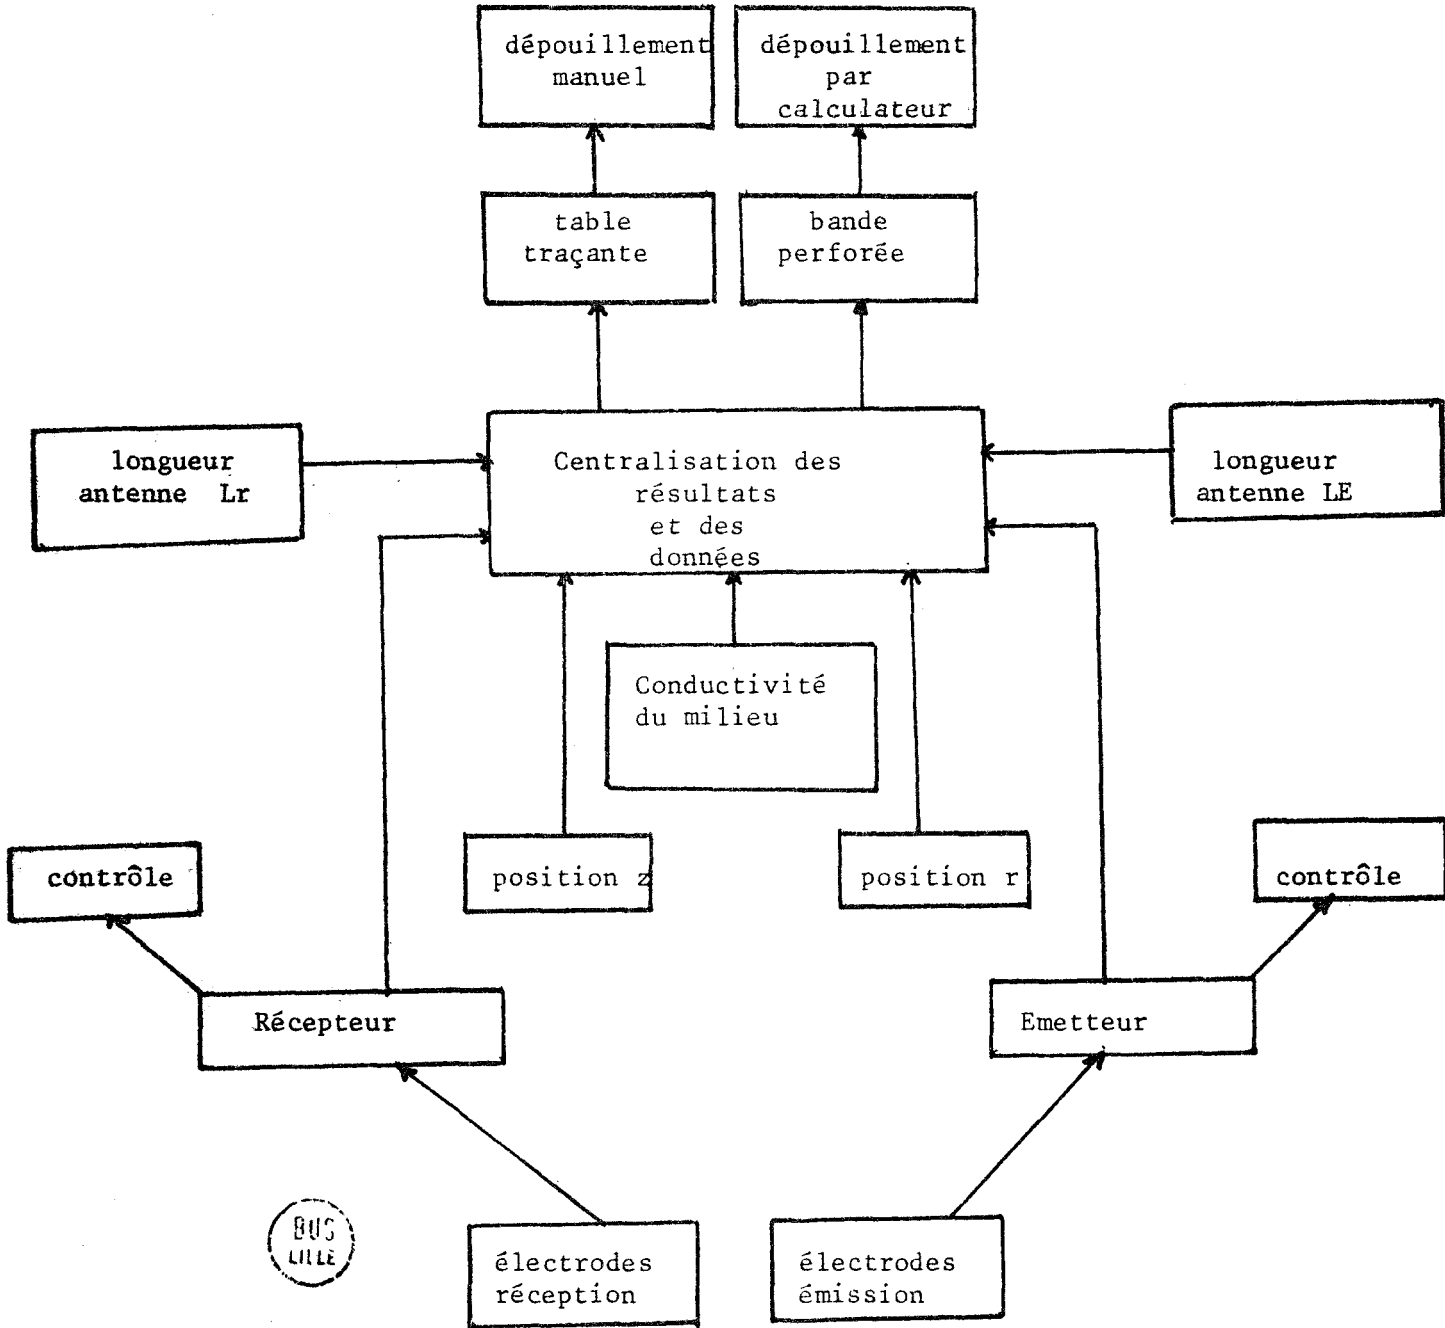 dépouillement
manuel
dépouillement
par
calculateur
table
traçante
bande
perforée
longueur
antenne Lr
Centralisation des
résultats
et des
données
longueur
antenne LE
Conductivité
du milieu
contrôle
position z
position r
contrôle
Récepteur
Emetteur
BUS
LILLE
électrodes
réception
électrodes
émission